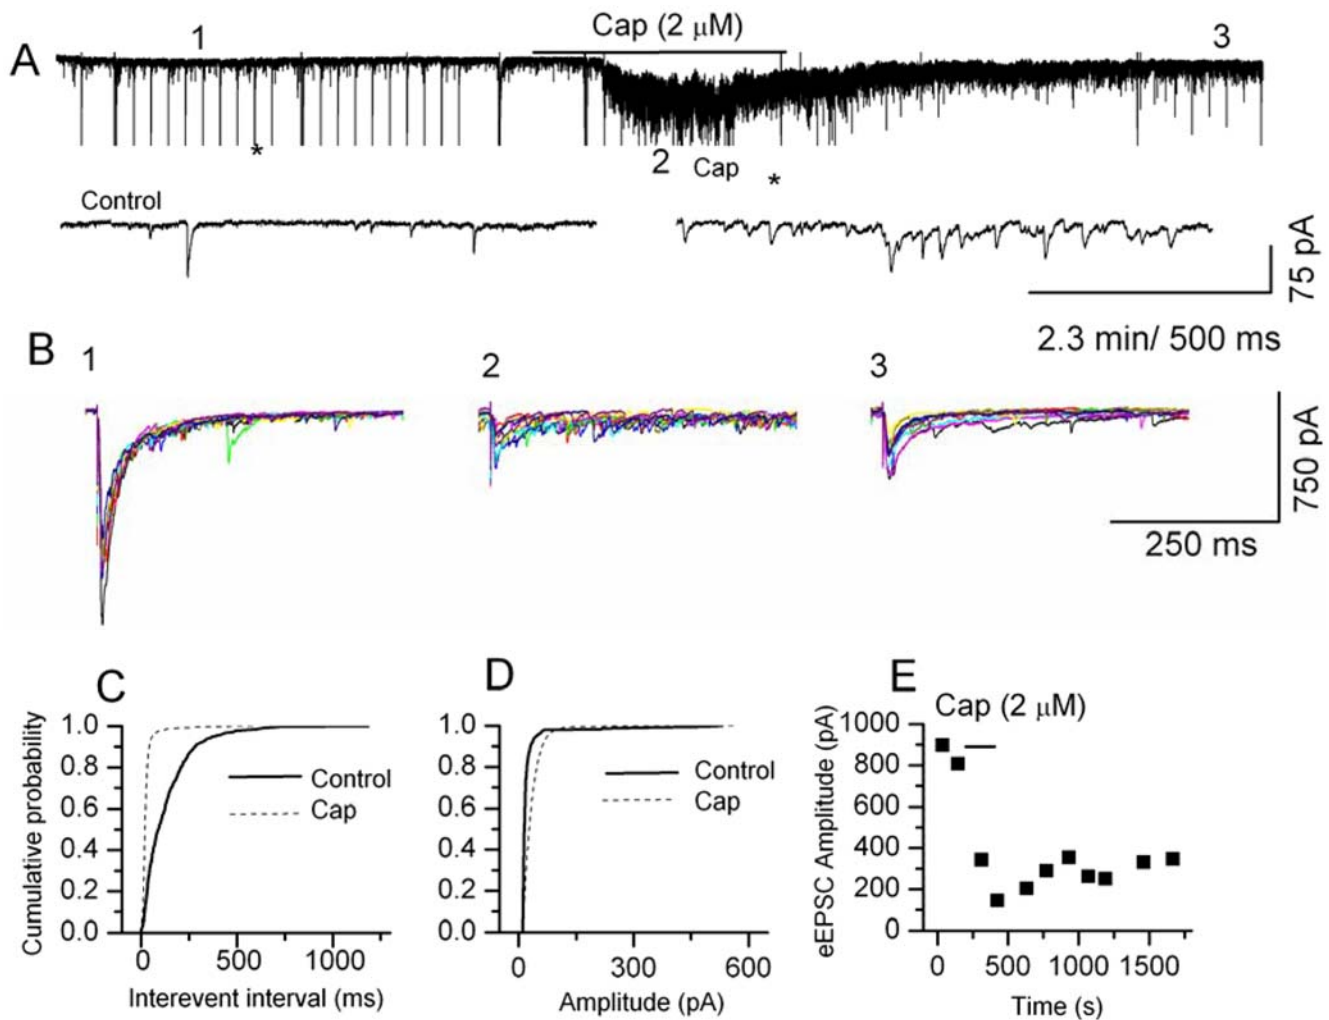 A
1
Cap (2 μM)
3
*
2 Cap
*
Control
75 pA
2.3 min/ 500 ms
B
1
2
3
750 pA
250 ms
C
Cumulative probability
1.0
0.8
0.6
0.4
0.2
0.0
Control
Cap
0 500 1000
Interevent interval (ms)
D
1.0
0.8
0.6
0.4
0.2
0.0
Control
Cap
0 300 600
Amplitude (pA)
E
Cap (2 μM)
eEPSC Amplitude (pA)
1000
800
600
400
200
0
0 500 1000 1500
Time (s)